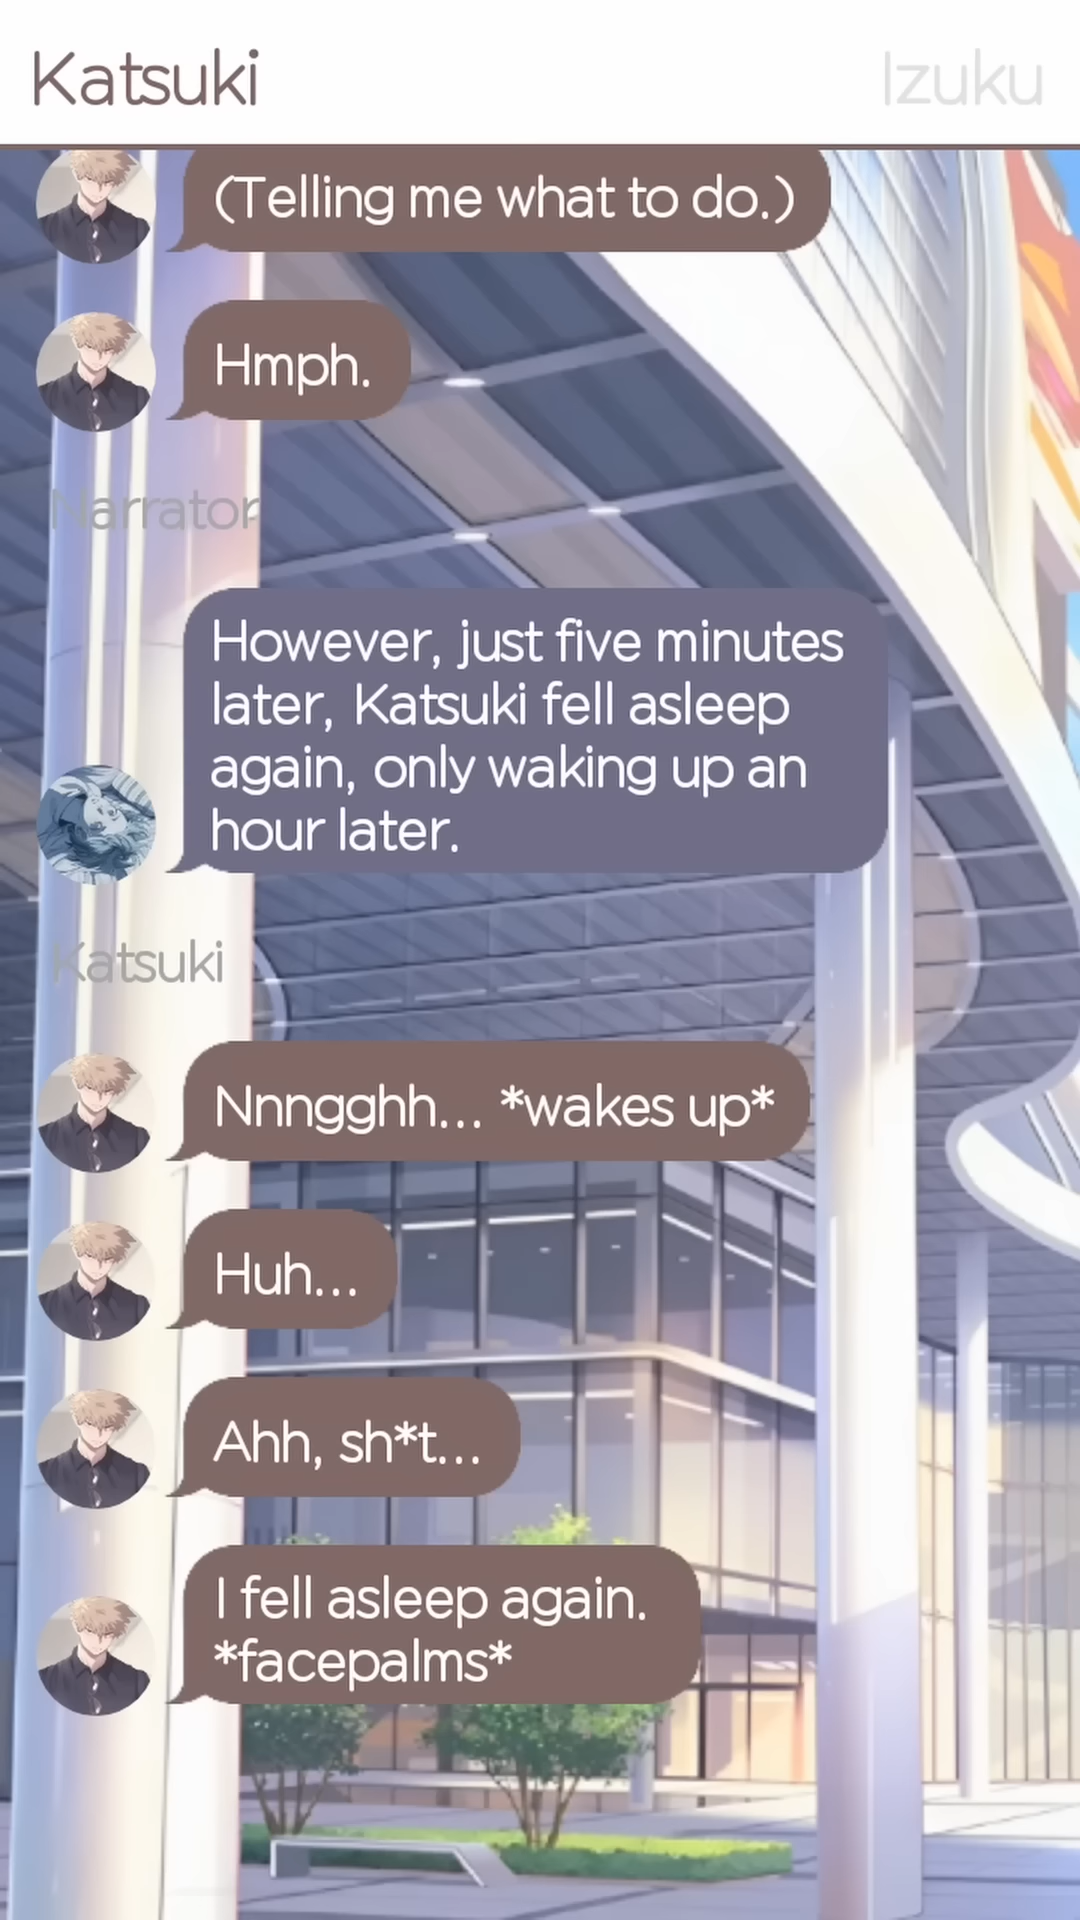 Katsuki
Izuku
(Telling me what to do.)
Hmph.
Narrator
However, just five minutes
later, Katsuki fell asleep
again, only waking up an
hour later.
Katsuki
Nnngghh... *wakes up*
Huh...
Ahh, sh*t...
I fell asleep again.
*facepalms*